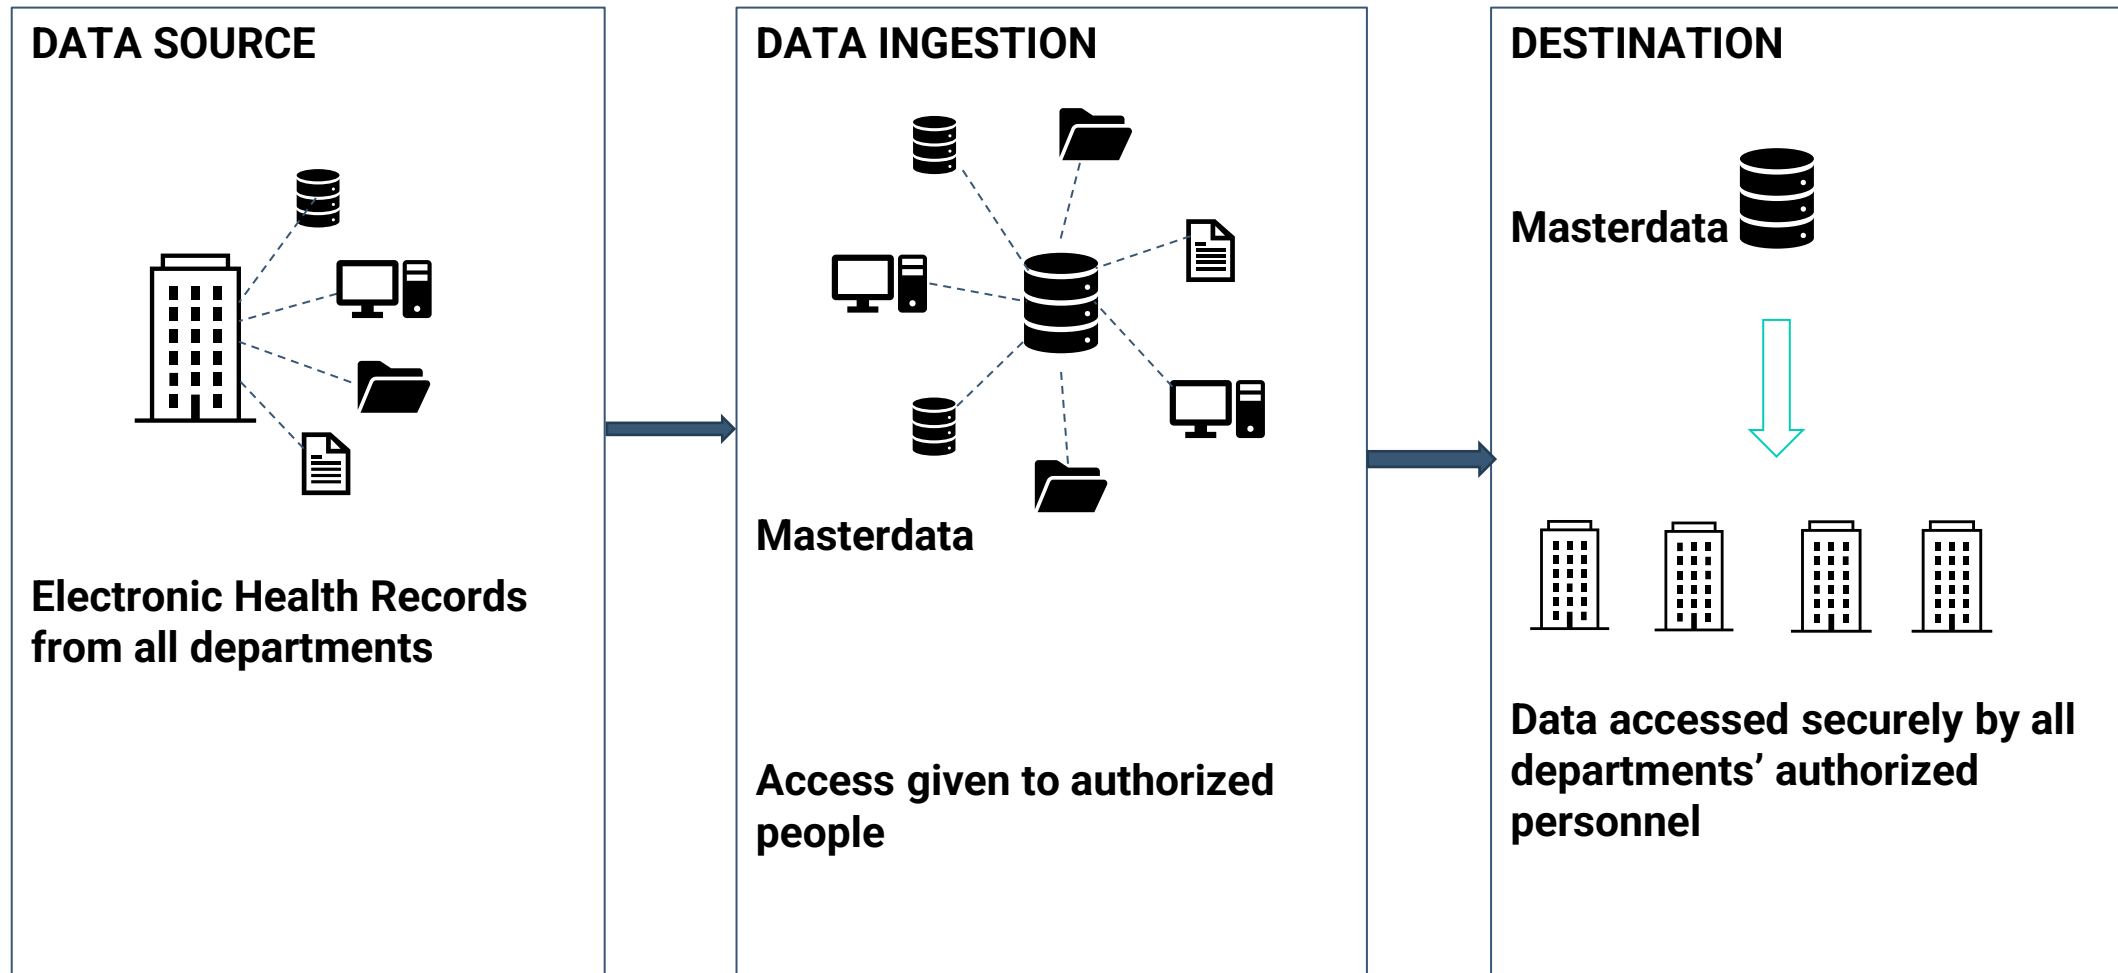 DATA SOURCE
Electronic Health Records
from all departments
DATA INGESTION
Masterdata
Access given to authorized
people
DESTINATION
Masterdata
Data accessed securely by all
departments’ authorized
personnel